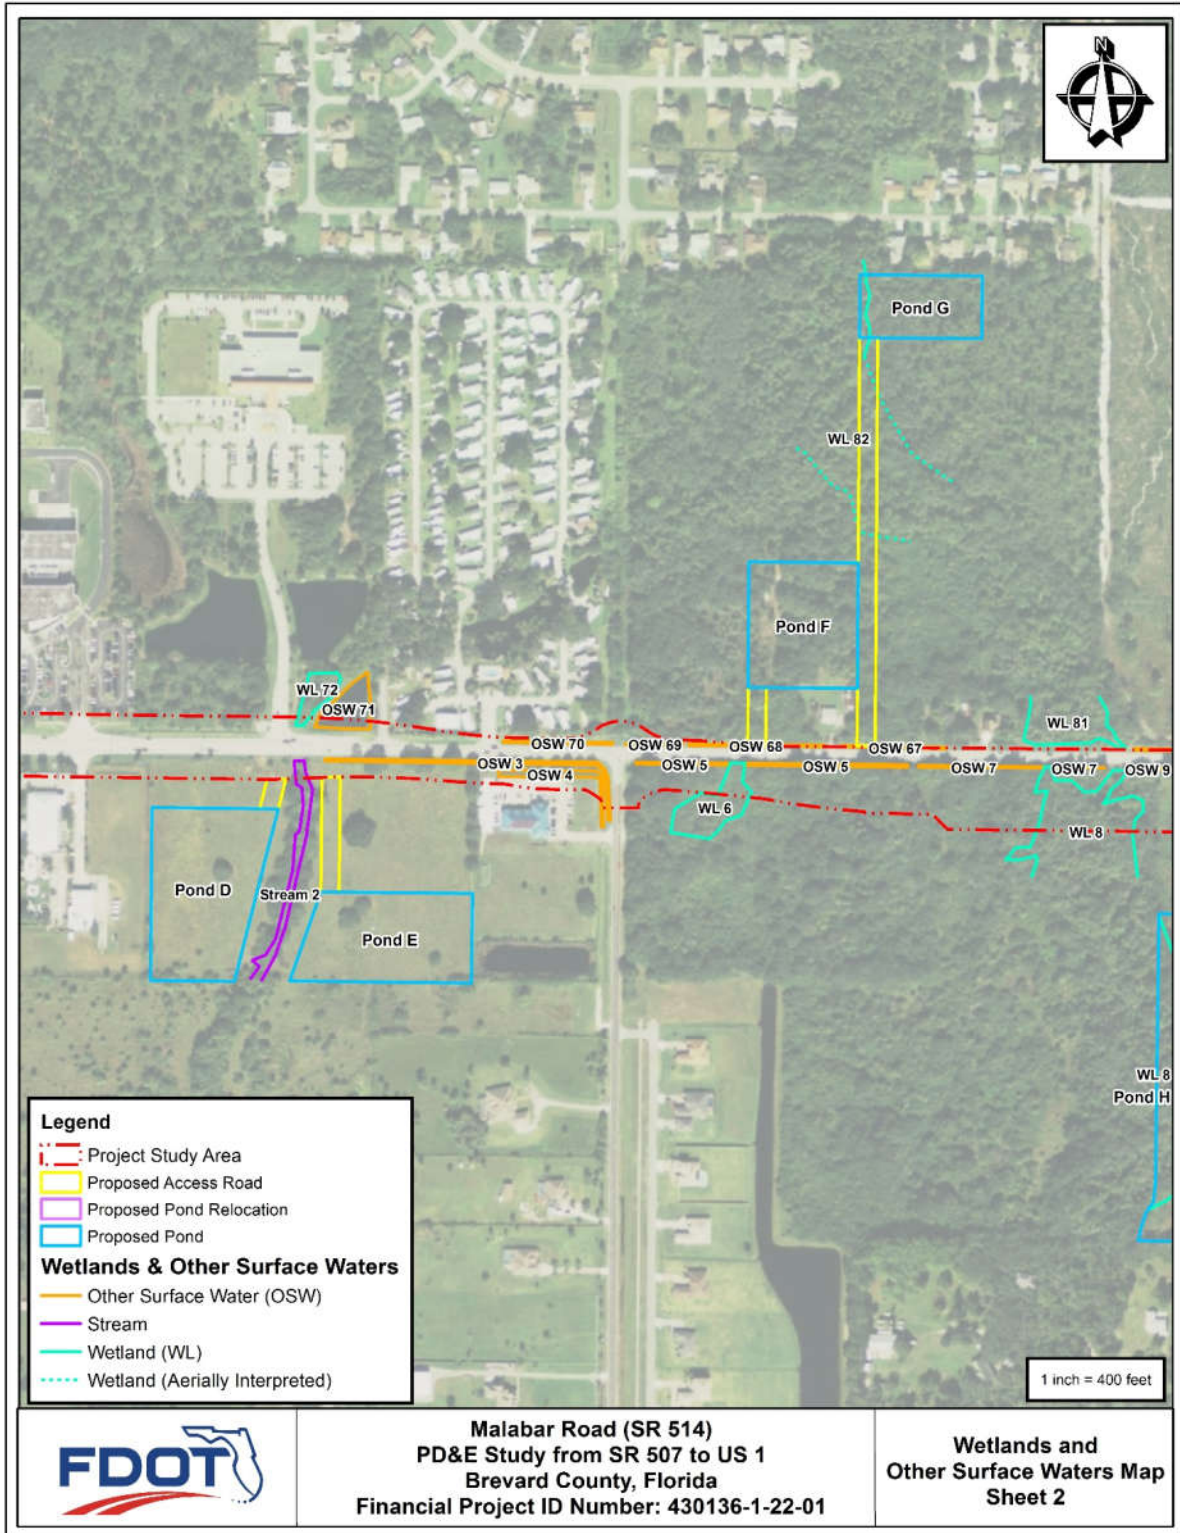 N
Pond G
WL 82
Pond F
WL 72
OSW 71
WL 81
OSW 70
OSW 69
OSW 68
OSW 67
OSW 3
OSW 5
OSW 5
OSW 7
OSW 7
OSW 9
OSW 4
WL 6
WL 8
Pond D
Stream 2
Pond E
WL 8
Pond H
Legend
Project Study Area
Proposed Access Road
Proposed Pond Relocation
Proposed Pond
Wetlands & Other Surface Waters
Other Surface Water (OSW)
Stream
Wetland (WL)
Wetland (Aerially Interpreted)
1 inch = 400 feet
FDOT
Malabar Road (SR 514)
PD&E Study from SR 507 to US 1
Brevard County, Florida
Financial Project ID Number: 430136-1-22-01
Wetlands and
Other Surface Waters Map
Sheet 2